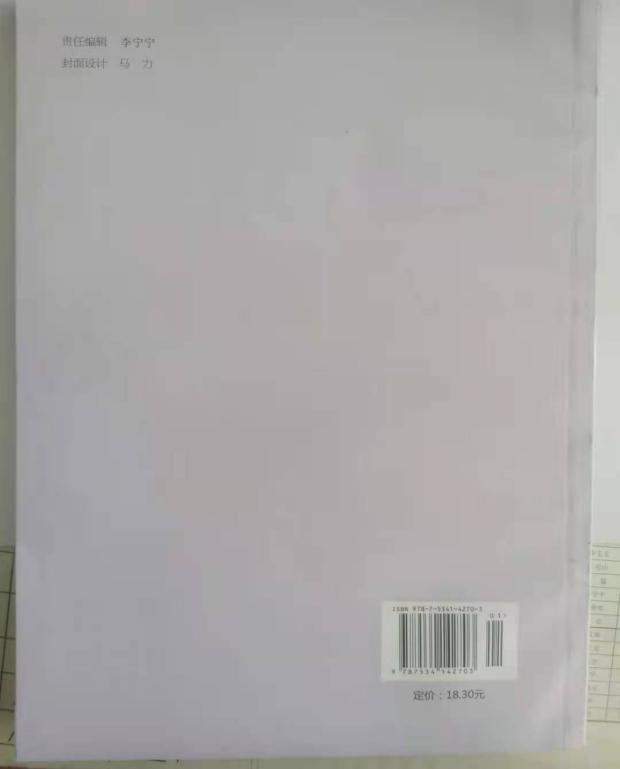 责任编辑 李宁宁
封面设计 马 力
ISBN 978-7-5341-4270-3
01>
9 787534 142703
定价：18.30元